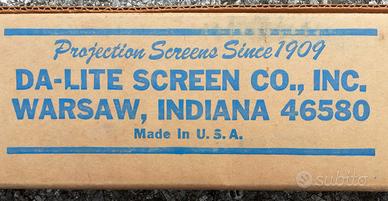 Projection Screens Since 1909
DA-LITE SCREEN CO., INC.
WARSAW, INDIANA 46580
Made In U.S.A.
subito